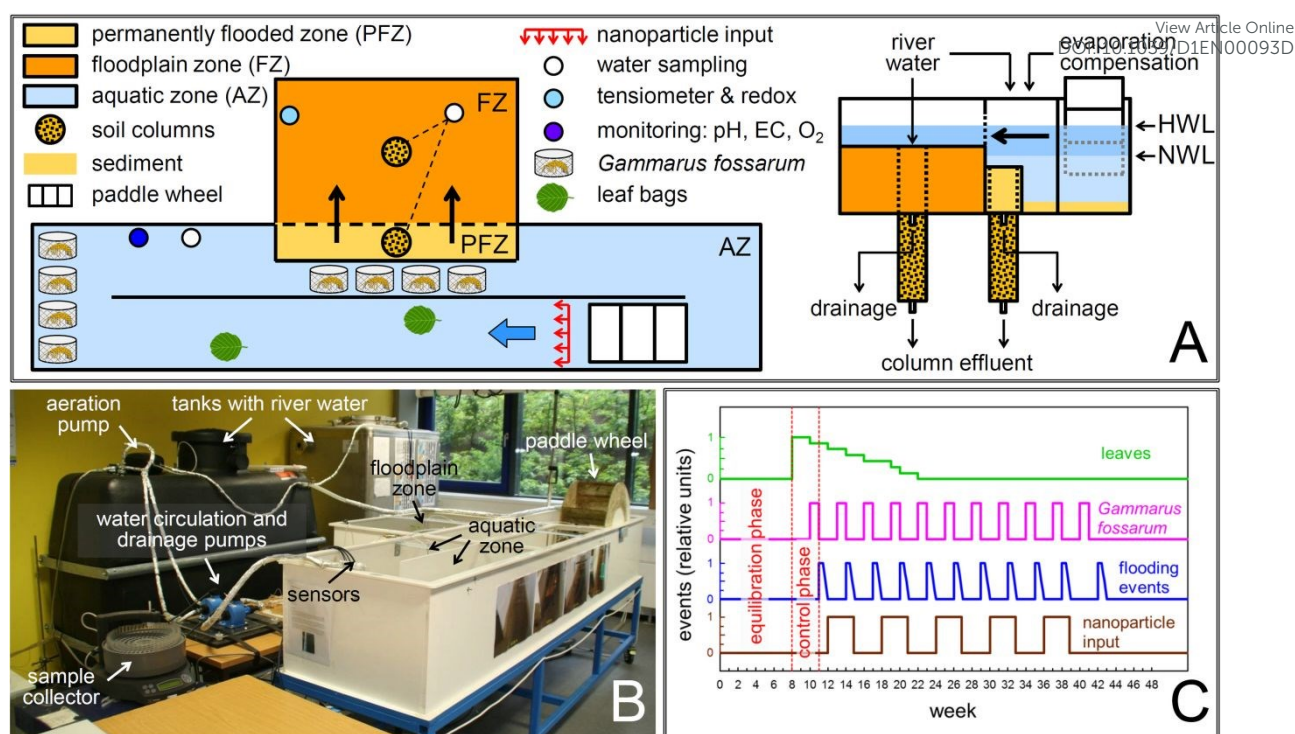 View Article Online
permanently flooded zone (PFZ)
floodplain zone (FZ)
aquatic zone (AZ)
soil columns
sediment
paddle wheel
nanoparticle input
water sampling
tensiometer & redox
monitoring: pH, EC, O₂
Gammarus fossarum
leaf bags
FZ
PFZ
AZ
river
water
evaporation
compensation
HWL
NWL
drainage
drainage
column effluent
A
aeration
pump
tanks with river water
paddle wheel
floodplain
zone
water circulation and
drainage pumps
aquatic
zone
sensors
sample
collector
B
events (relative units)
equilibration phase
control phase
1
0
leaves
1
0
Gammarus
fossarum
1
0
flooding
events
1
0
nanoparticle
input
0 2 4 6 8 10 12 14 16 18 20 22 24 26 28 30 32 34 36 38 40 42 44 46 48
week
C